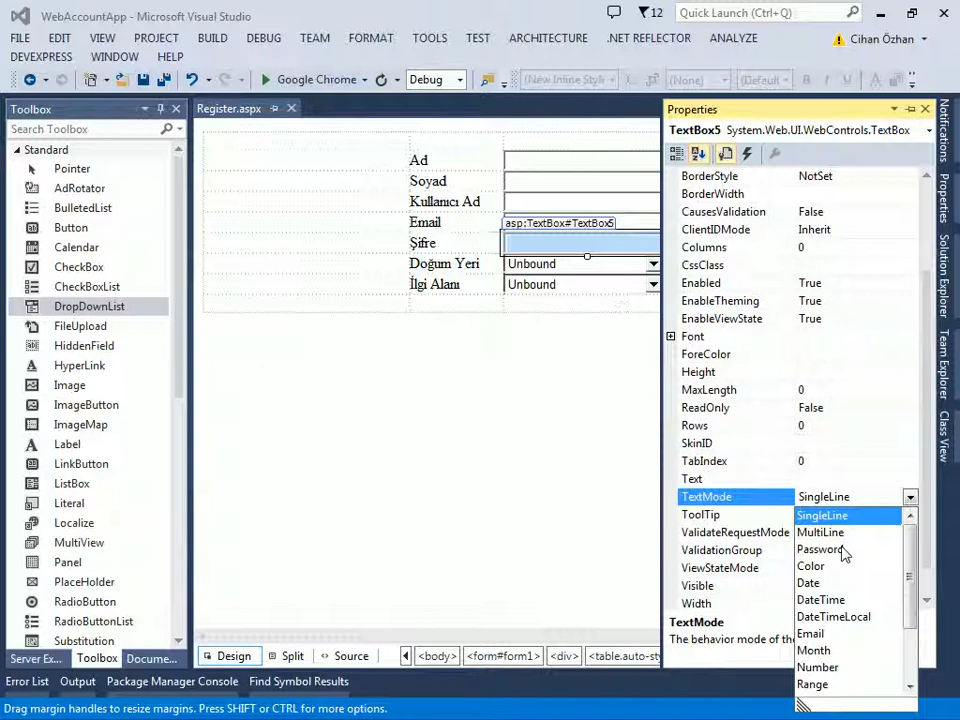 WebAccountApp - Microsoft Visual Studio
12
Quick Launch (Ctrl+Q)
FILE EDIT VIEW PROJECT BUILD DEBUG TEAM FORMAT TOOLS TEST ARCHITECTURE .NET REFLECTOR ANALYZE
Cihan Özhan
DEVEXPRESS WINDOW HELP
Google Chrome
Debug
(New Inline Style)
(None)
(Default)
B I U A
Toolbox
Search Toolbox
Standard
Pointer
AdRotator
BulletedList
Button
Calendar
CheckBox
CheckBoxList
DropDownList
FileUpload
HiddenField
HyperLink
Image
ImageButton
ImageMap
Label
LinkButton
ListBox
Literal
Localize
MultiView
Panel
PlaceHolder
RadioButton
RadioButtonList
Substitution
Server Ex... Toolbox Docume...
Register.aspx
Ad
Soyad
Kullanıcı Ad
Email
asp:TextBox#TextBox5
Şifre
Doğum Yeri Unbound
İlgi Alanı Unbound
Design Split Source
<body> <form#form1> <div> <table.auto-sty
Properties
TextBox5 System.Web.UI.WebControls.TextBox
BorderStyle NotSet
BorderWidth
CausesValidation False
ClientIDMode Inherit
Columns 0
CssClass
Enabled True
EnableTheming True
EnableViewState True
Font
ForeColor
Height
MaxLength 0
ReadOnly False
Rows 0
SkinID
TabIndex 0
Text
TextMode SingleLine
ToolTip
ValidateRequestMode
ValidationGroup
ViewStateMode
Visible
Width
SingleLine
MultiLine
Password
Color
Date
DateTime
DateTimeLocal
Email
Month
Number
Range
TextMode
The behavior mode of the
Notifications
Properties
Solution Explorer
Team Explorer
Class View
Error List Output Package Manager Console Find Symbol Results
Drag margin handles to resize margins. Press SHIFT or CTRL for more options.